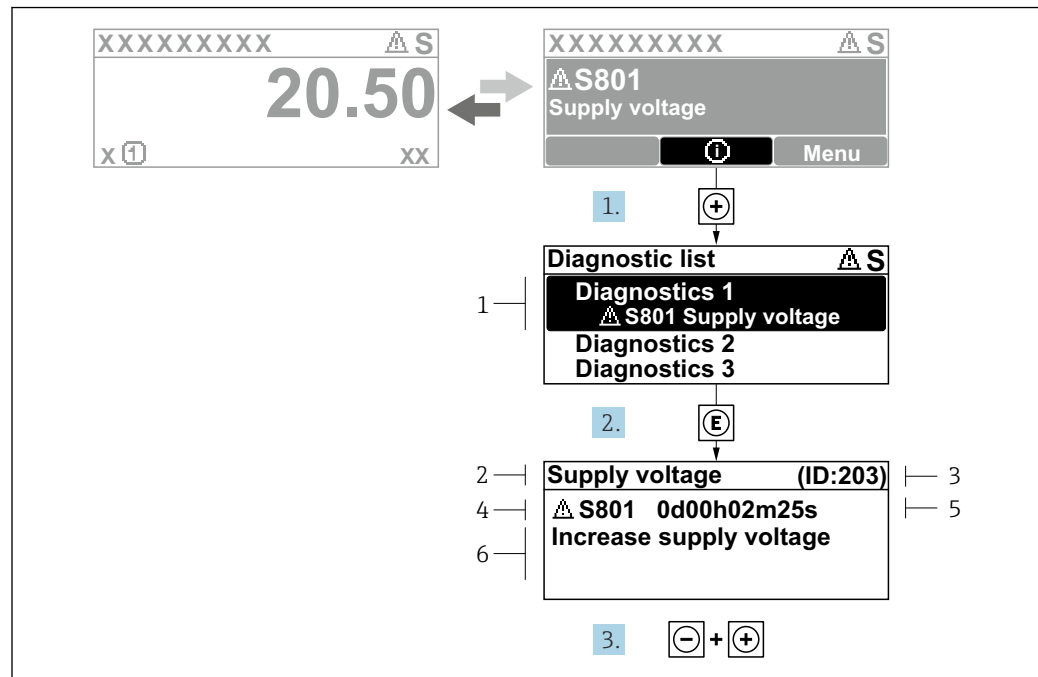 XXXXXXXXX ⚠ S
20.50
x ① xx
XXXXXXXXX ⚠ S
⚠ S801
Supply voltage
ⓘ Menu
1. +
Diagnostic list ⚠ S
1 Diagnostics 1
⚠ S801 Supply voltage
Diagnostics 2
Diagnostics 3
2. E
2 Supply voltage (ID:203) 3
4 ⚠ S801 0d00h02m25s 5
6 Increase supply voltage
3. - + +